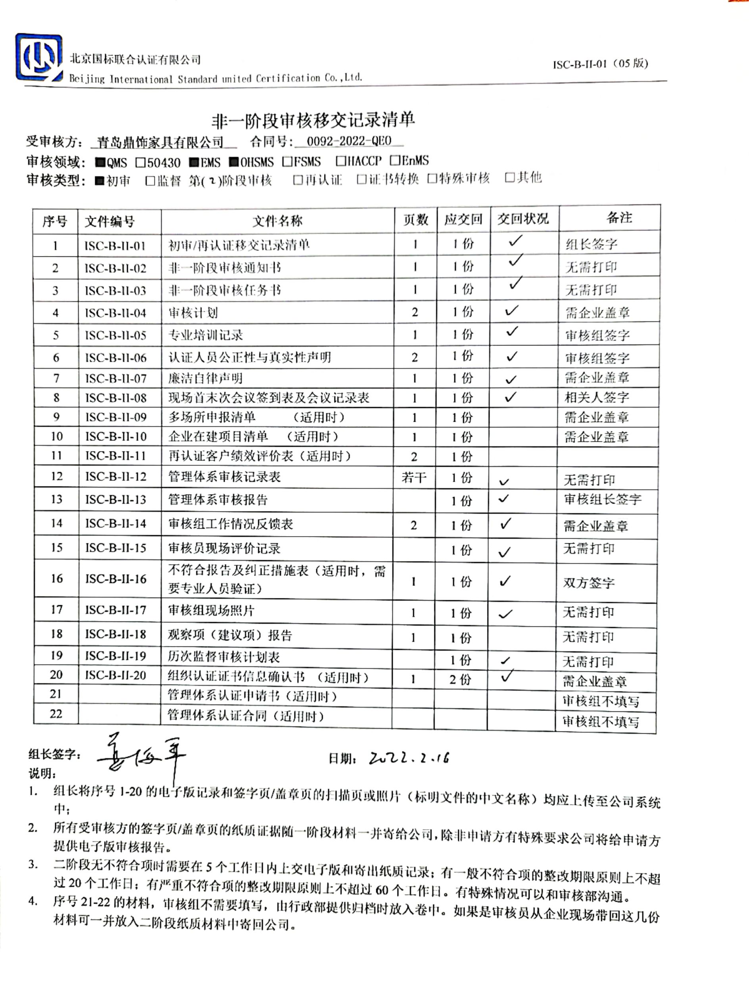 北京国标联合认证有限公司
ISC-B-II-01（05 版）
Beijing International Standard united Certification Co.,Ltd.
非一阶段审核移交记录清单
受审核方： 青岛鼎饰家具有限公司 合同号： 0092-2022-QEO
审核领域：■QMS □50430 ■EMS ■OHSMS □FSMS □HACCP □EnMS
审核类型：■初审 □监督 第(2)阶段审核 □再认证 □证书转换 □特殊审核 □其他
序号 文件编号 文件名称 页数 应交回 交回状况 备注
1 ISC-B-II-01 初审/再认证移交记录清单 1 1 份 ✓ 组长签字
2 ISC-B-II-02 非一阶段审核通知书 1 1 份 ✓ 无需打印
3 ISC-B-II-03 非一阶段审核任务书 1 1 份 ✓ 无需打印
4 ISC-B-II-04 审核计划 2 1 份 ✓ 需企业盖章
5 ISC-B-II-05 专业培训记录 1 1 份 ✓ 审核组签字
6 ISC-B-II-06 认证人员公正性与真实性声明 2 1 份 ✓ 审核组签字
7 ISC-B-II-07 廉洁自律声明 1 1 份 ✓ 需企业盖章
8 ISC-B-II-08 现场首末次会议签到表及会议记录表 1 1 份 ✓ 相关人签字
9 ISC-B-II-09 多场所申报清单 （适用时） 1 1 份 需企业盖章
10 ISC-B-II-10 企业在建项目清单 （适用时） 1 1 份 需企业盖章
11 ISC-B-II-11 再认证客户绩效评价表（适用时） 2 1 份
12 ISC-B-II-12 管理体系审核记录表 若干 1 份 ✓ 无需打印
13 ISC-B-II-13 管理体系审核报告 1 份 ✓ 审核组长签字
14 ISC-B-II-14 审核组工作情况反馈表 2 1 份 ✓ 需企业盖章
15 ISC-B-II-15 审核员现场评价记录 1 份 ✓ 无需打印
16 ISC-B-II-16 不符合报告及纠正措施表（适用时，需
要专业人员验证） 1 1 份 ✓ 双方签字
17 ISC-B-II-17 审核组现场照片 1 1 份 ✓ 无需打印
18 ISC-B-II-18 观察项（建议项）报告 1 1 份 无需打印
19 ISC-B-II-19 历次监督审核计划表 1 份 ✓ 无需打印
20 ISC-B-II-20 组织认证证书信息确认书 （适用时） 1 2 份 ✓ 需企业盖章
21 管理体系认证申请书（适用时） 审核组不填写
22 管理体系认证合同（适用时） 审核组不填写
组长签字： 日期：2022.2.16
说明：
1. 组长将序号 1-20 的电子版记录和签字页/盖章页的扫描页或照片（标明文件的中文名称）均应上传至公司系统
中；
2. 所有受审核方的签字页/盖章页的纸质证据随一阶段材料一并寄给公司，除非申请方有特殊要求公司将给申请方
提供电子版审核报告。
3. 二阶段无不符合项时需要在 5 个工作日内上交电子版和寄出纸质记录；有一般不符合项的整改期限原则上不超
过 20 个工作日；有严重不符合项的整改期限原则上不超过 60 个工作日。有特殊情况可以和审核部沟通。
4. 序号 21-22 的材料，审核组不需要填写，由行政部提供归档时放入卷中。如果是审核员从企业现场带回这几份
材料可一并放入二阶段纸质材料中寄回公司。